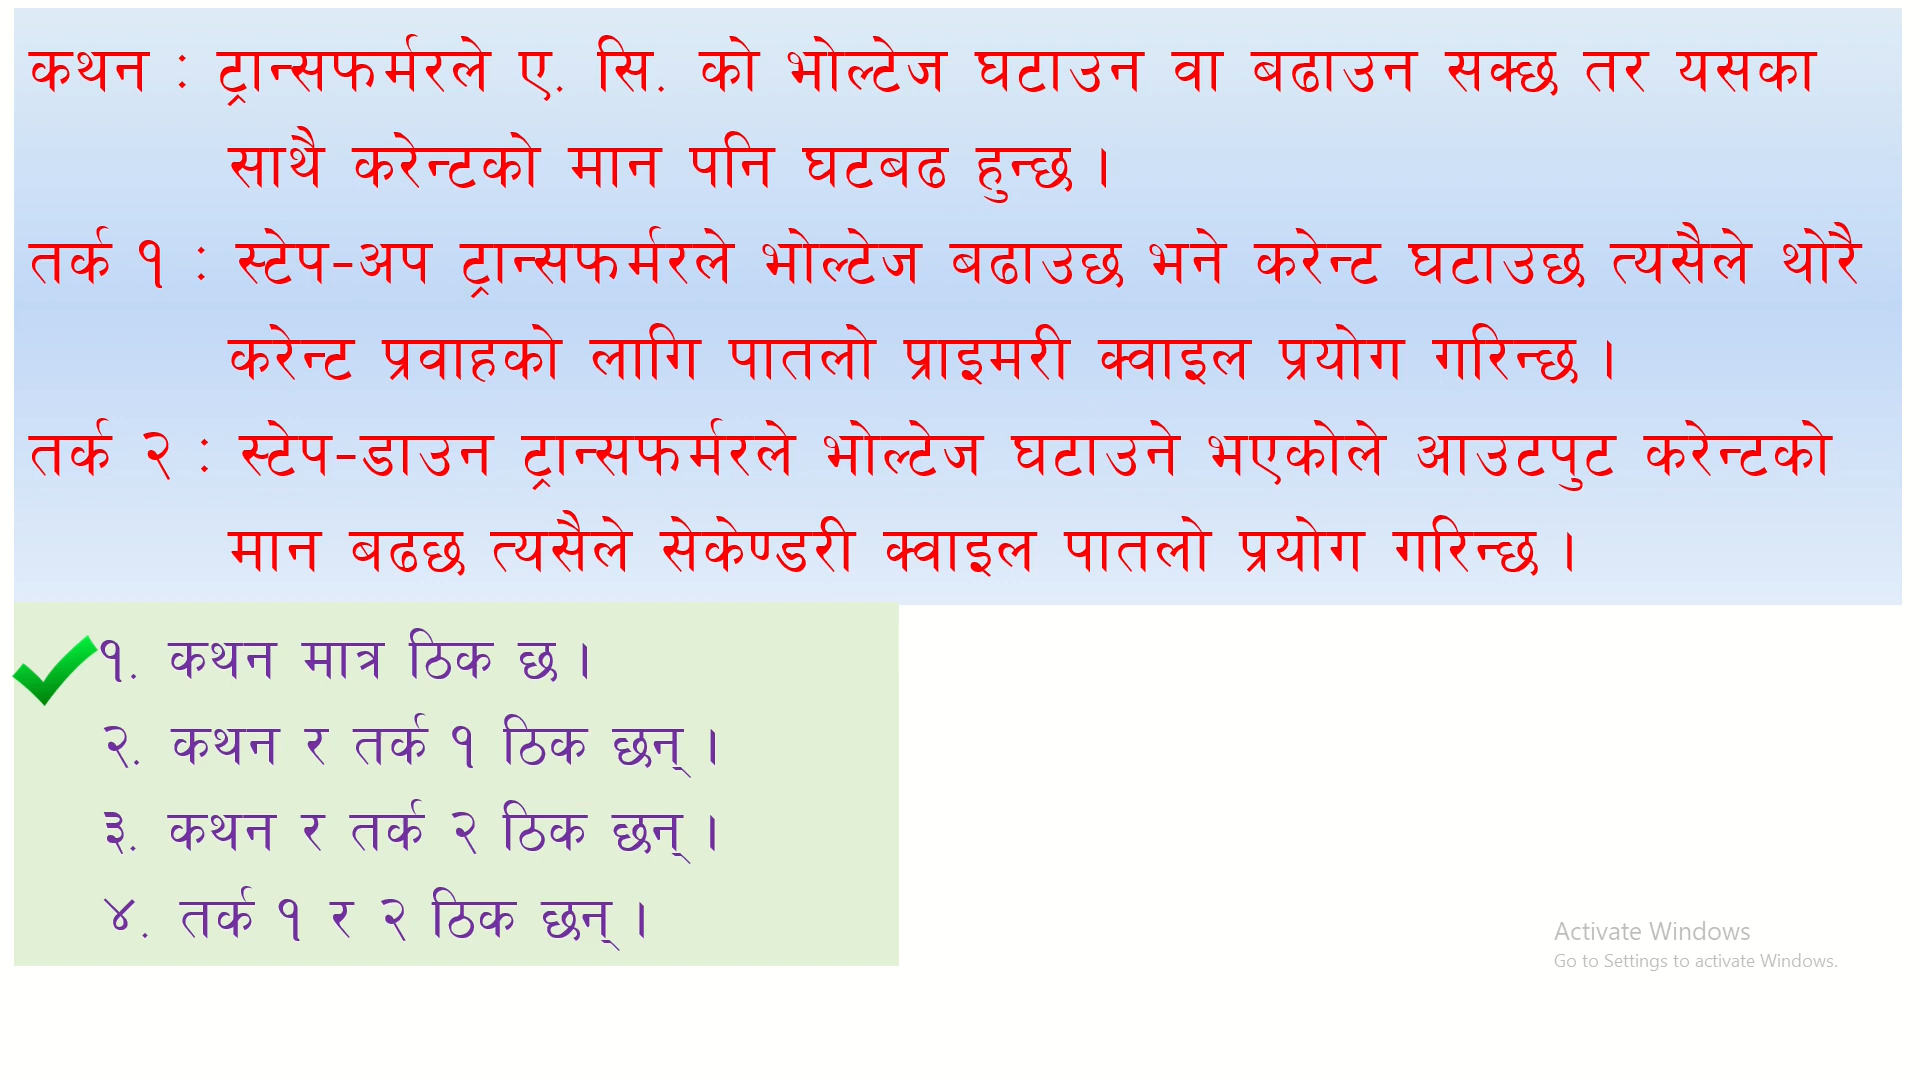 कथन : ट्रान्सफर्मरले ए. सि. को भोल्टेज घटाउन वा बढाउन सक्छ तर यसका
साथै करेन्टको मान पनि घटबढ हुन्छ ।
तर्क १ : स्टेप-अप ट्रान्सफर्मरले भोल्टेज बढाउछ भने करेन्ट घटाउछ त्यसैले थोरै
करेन्ट प्रवाहको लागि पातलो प्राइमरी क्वाइल प्रयोग गरिन्छ ।
तर्क २ : स्टेप-डाउन ट्रान्सफर्मरले भोल्टेज घटाउने भएकोले आउटपुट करेन्टको
मान बढछ त्यसैले सेकेण्डरी क्वाइल पातलो प्रयोग गरिन्छ ।
१. कथन मात्र ठिक छ ।
२. कथन र तर्क १ ठिक छन् ।
३. कथन र तर्क २ ठिक छन् ।
४. तर्क १ र २ ठिक छन् ।
Activate Windows
Go to Settings to activate Windows.